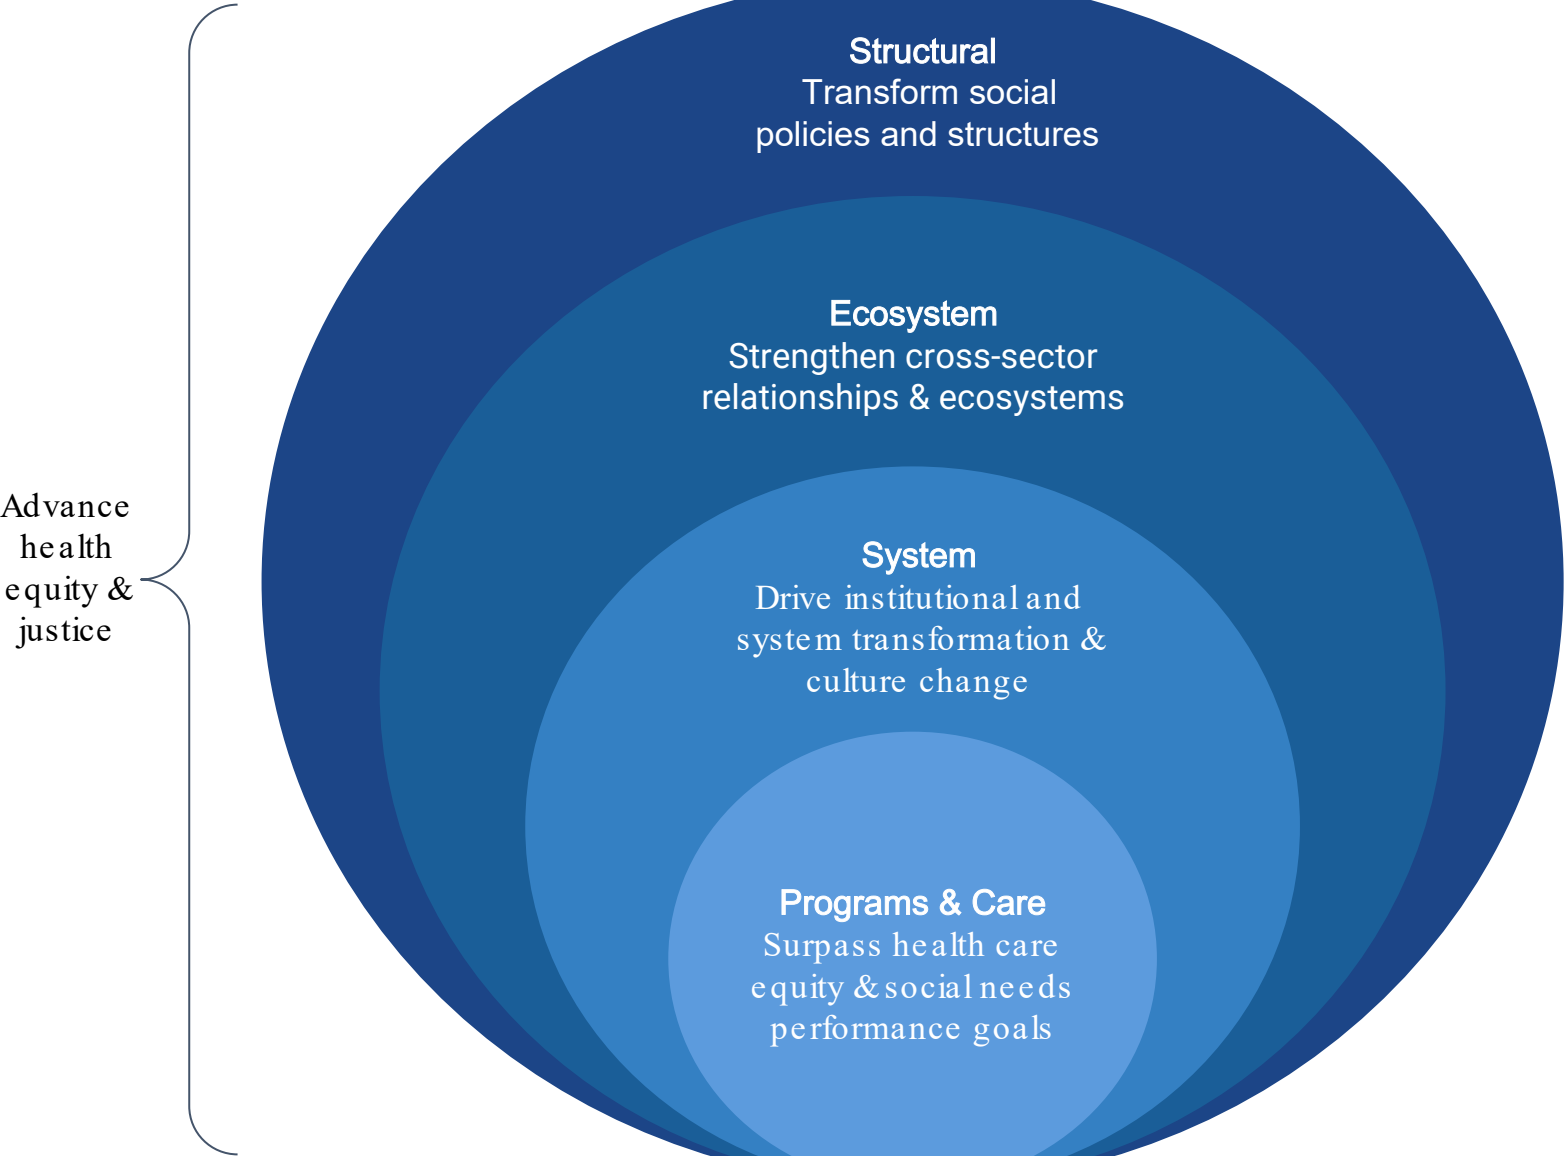 Structural
Transform social
policies and structures
Ecosystem
Strengthen cross-sector
relationships & ecosystems
Advance
health
equity &
justice
System
Drive institutional and
system transformation &
culture change
Programs & Care
Surpass health care
equity & social needs
performance goals